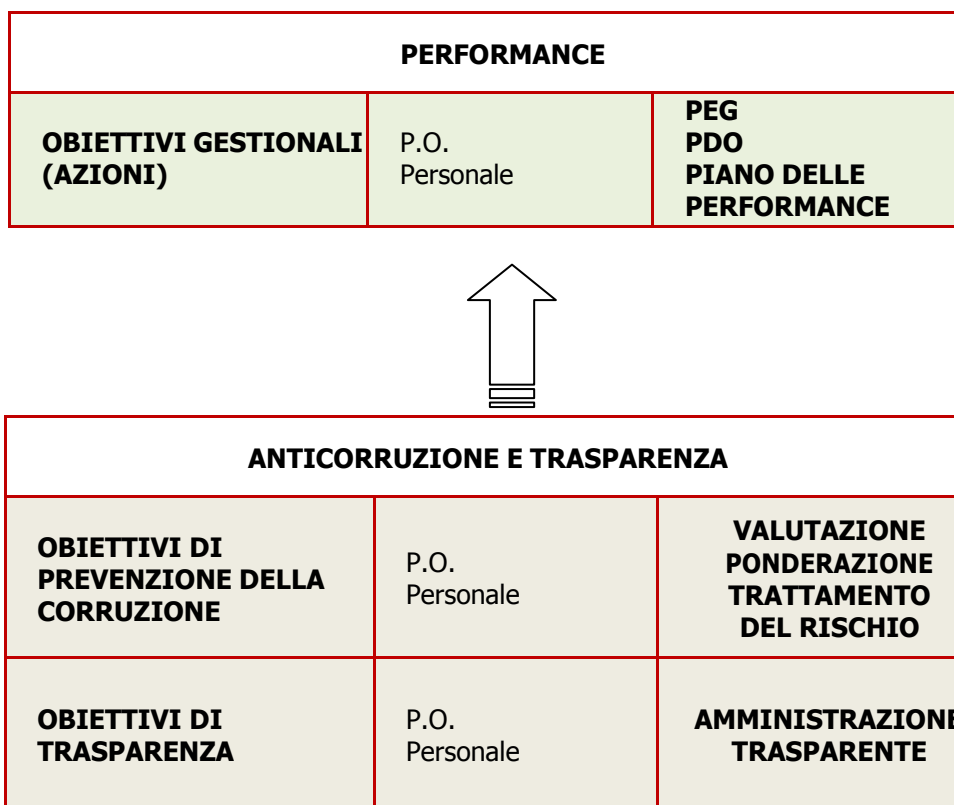 PERFORMANCE
OBIETTIVI GESTIONALI
(AZIONI)
P.O.
Personale
PEG
PDO
PIANO DELLE
PERFORMANCE
ANTICORRUZIONE E TRASPARENZA
OBIETTIVI DI
PREVENZIONE DELLA
CORRUZIONE
P.O.
Personale
VALUTAZIONE
PONDERAZIONE
TRATTAMENTO
DEL RISCHIO
OBIETTIVI DI
TRASPARENZA
P.O.
Personale
AMMINISTRAZIONE
TRASPARENTE